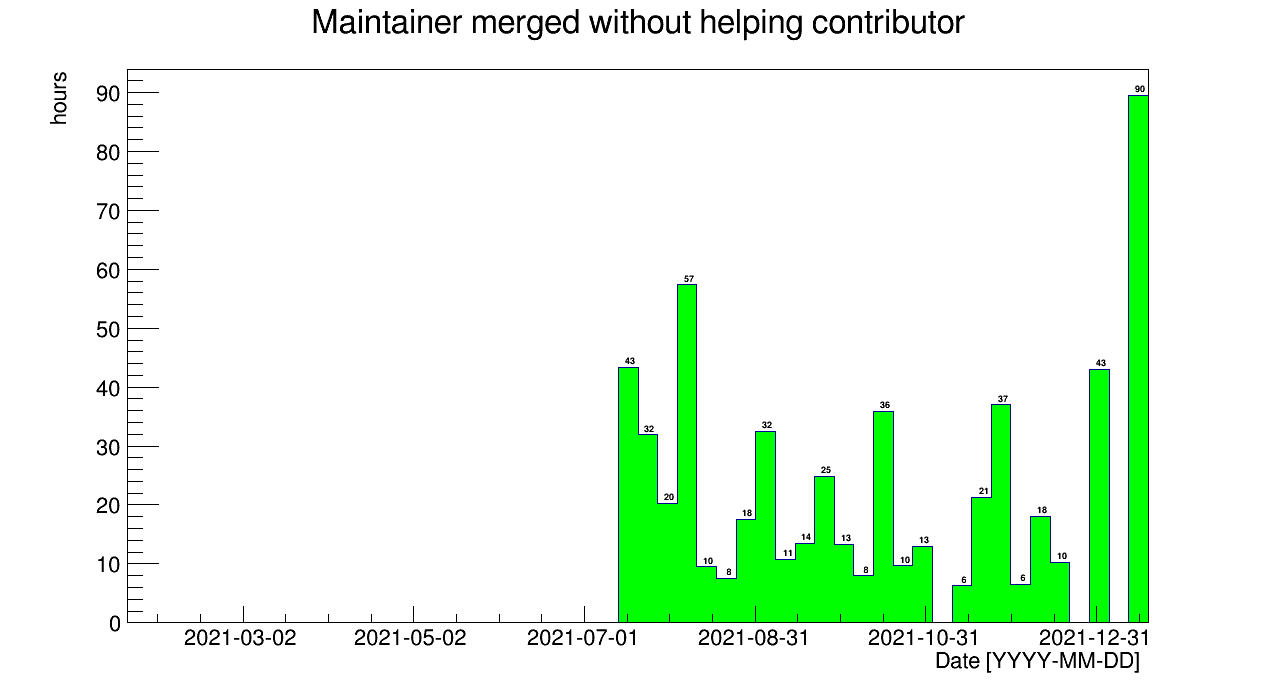 Maintainer merged without helping contributor
hours
90
80
70
60
50
40
30
20
10
0
43 32 20 57 10 8 18 32 11 14 25 13 8 36 10 13 6 21 37 6 18 10 43 90
2021-03-02 2021-05-02 2021-07-01 2021-08-31 2021-10-31 2021-12-31
Date [YYYY-MM-DD]